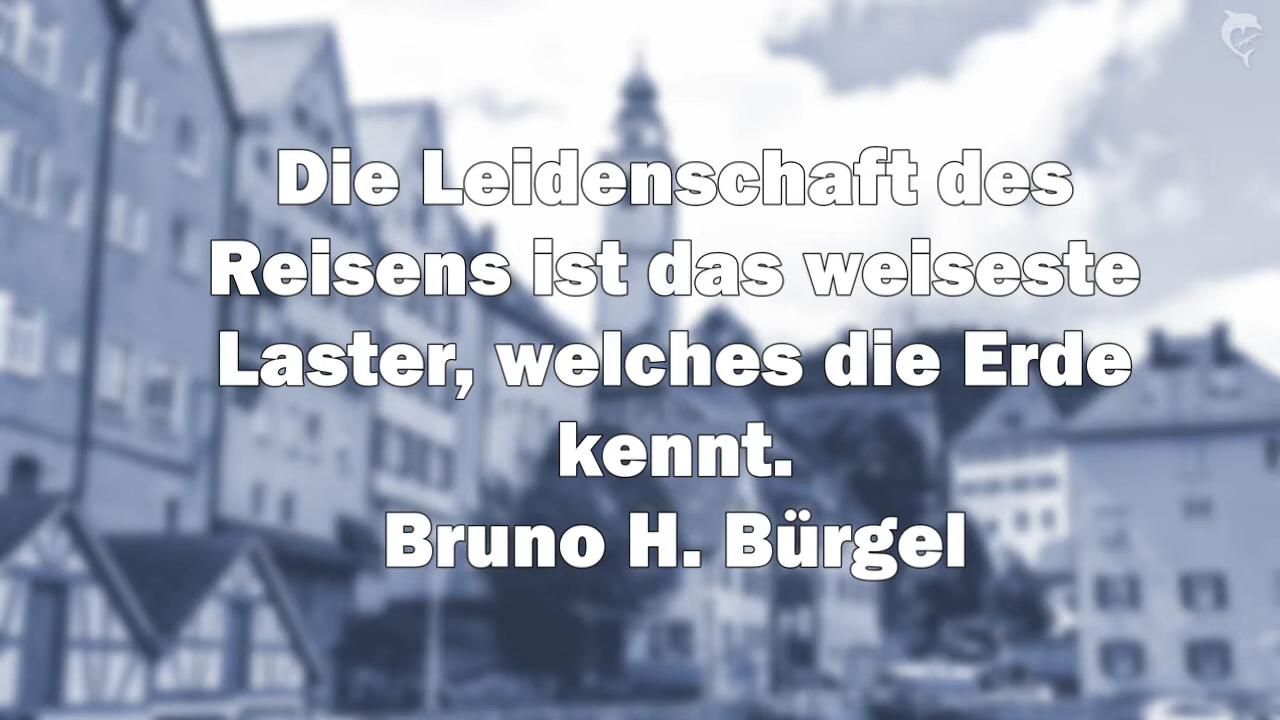 Die Leidenschaft des
Reisens ist das weiseste
Laster, welches die Erde
kennt.
Bruno H. Bürgel